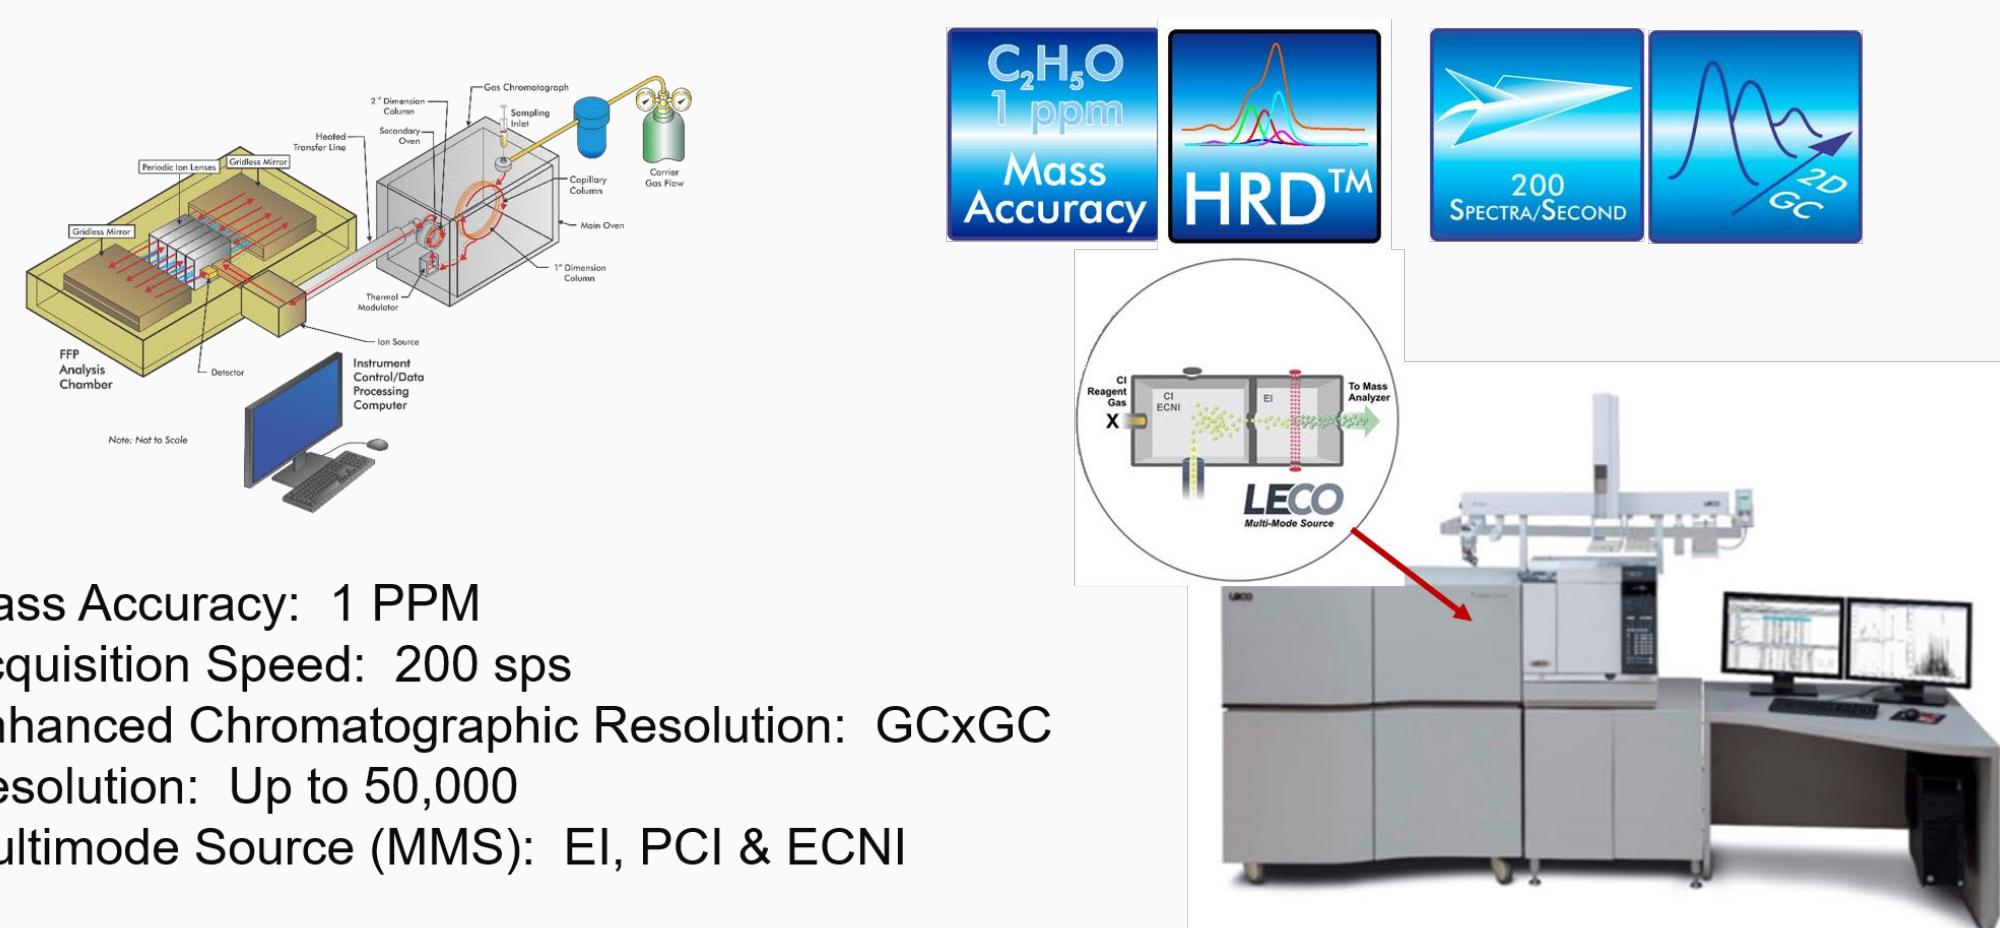 Gas Chromatograph
2ⁿᵈ Dimension
Column
Sampling
Inlet
Secondary
Oven
Heated
Transfer Line
Carrier
Gas Flow
Capillary
Column
Periodic Ion Lenses
Gridless Mirror
Gridless Mirror
Main Oven
1ˢᵗ Dimension
Column
Thermal
Modulator
Ion Source
FFP
Analysis
Chamber
Detector
Instrument
Control/Data
Processing
Computer
Note: Not to Scale
C₂H₅O
1 ppm
Mass
Accuracy
HRD™
200
SPECTRA/SECOND
2D
GC
CI
Reagent
Gas
X
CI
ECNI
EI
To Mass
Analyzer
LECO
Multi-Mode Source
LECO
LECO
ass Accuracy: 1 PPM
cquisition Speed: 200 sps
nhanced Chromatographic Resolution: GCxGC
esolution: Up to 50,000
ultimode Source (MMS): EI, PCI & ECNI